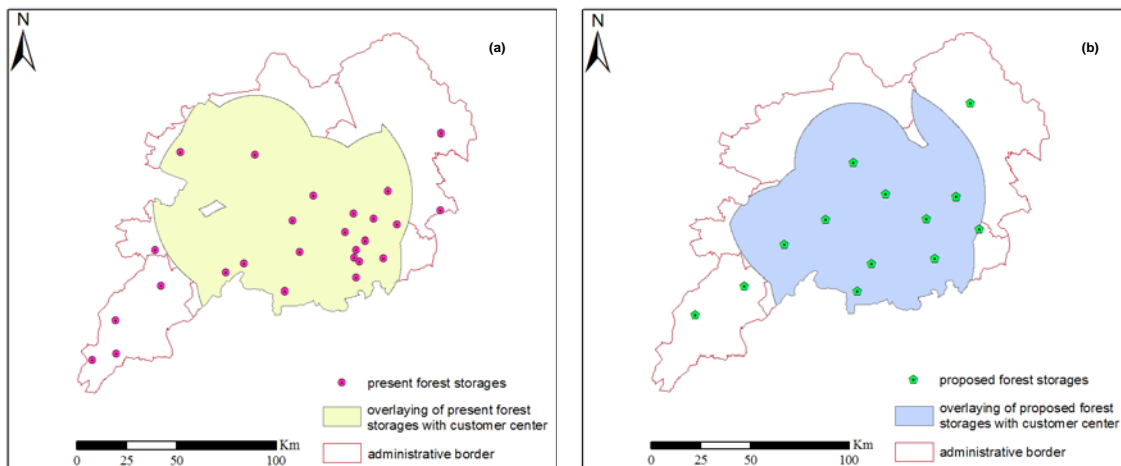 N
(a)
present forest storages
overlaying of present forest
storages with customer center
administrative border
Km
0 25 50 100
N
(b)
proposed forest storages
overlaying of proposed forest
storages with customer center
administrative border
Km
0 25 50 100